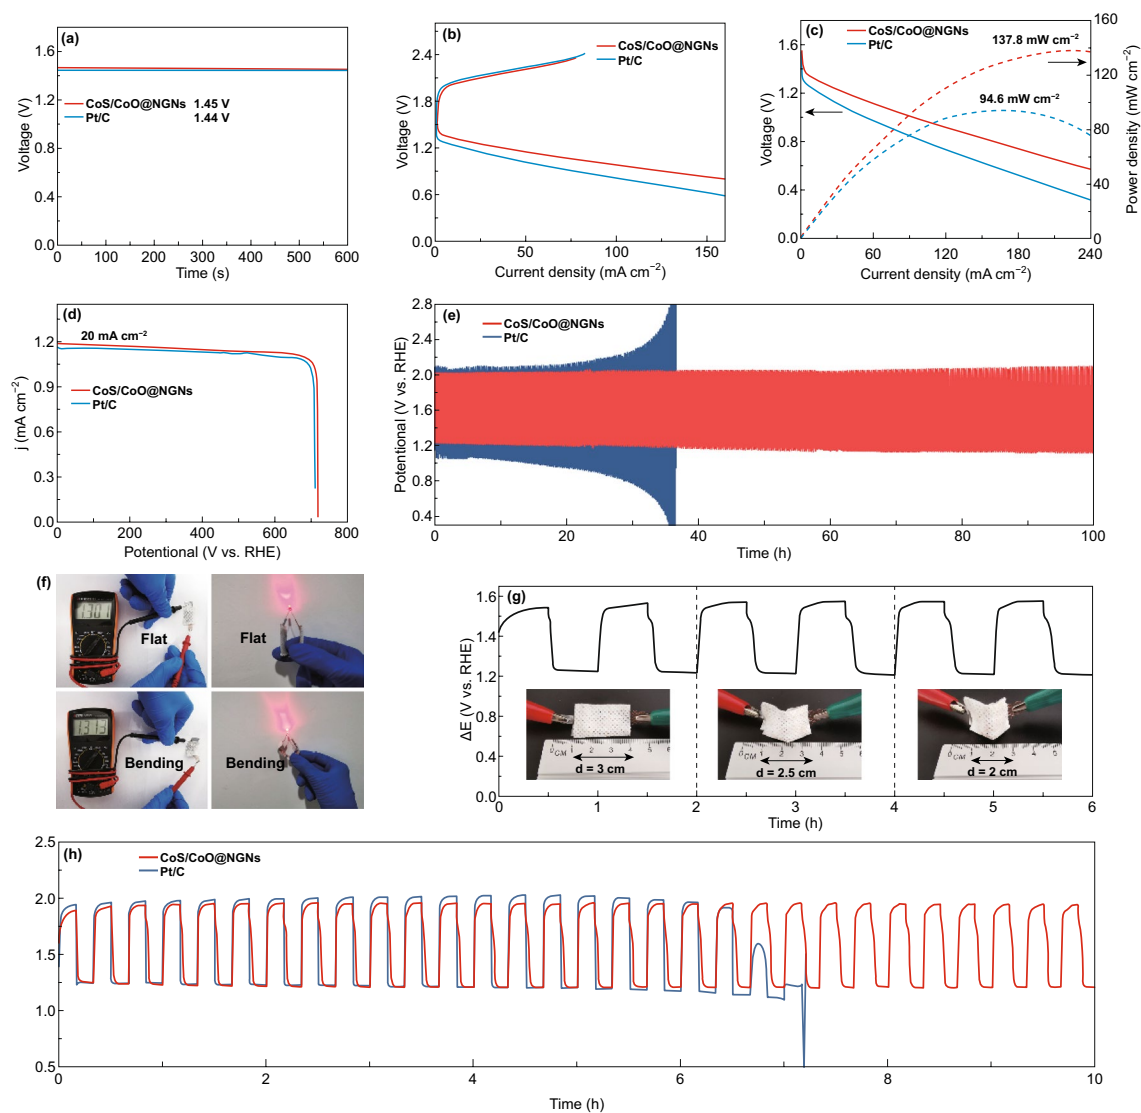 (a)
1.6
1.2
0.8
0.4
0.0
Voltage (V)
CoS/CoO@NGNs 1.45 V
Pt/C 1.44 V
0 100 200 300 400 500 600
Time (s)
(b)
2.4
1.8
1.2
0.6
0.0
Voltage (V)
CoS/CoO@NGNs
Pt/C
0 50 100 150
Current density (mA cm⁻²)
(c)
1.6
1.2
0.8
0.4
0.0
Voltage (V)
CoS/CoO@NGNs
Pt/C
137.8 mW cm⁻²
94.6 mW cm⁻²
160
120
80
40
0
Power density (mW cm⁻²)
0 60 120 180 240
Current density (mA cm⁻²)
(d)
20 mA cm⁻²
1.2
0.9
0.6
0.3
0.0
j (mA cm⁻²)
CoS/CoO@NGNs
Pt/C
0 200 400 600 800
Potentional (V vs. RHE)
(e)
2.8
2.4
2.0
1.6
1.2
0.8
0.4
Potentional (V vs. RHE)
CoS/CoO@NGNs
Pt/C
0 20 40 60 80 100
Time (h)
(f)
Flat
Flat
Bending
Bending
(g)
1.6
1.4
1.2
0.8
0.6
0.0
ΔE (V vs. RHE)
d = 3 cm
d = 2.5 cm
d = 2 cm
0 1 2 3 4 5 6
Time (h)
(h)
2.5
2.0
1.5
1.0
0.5
Voltage (V)
CoS/CoO@NGNs
Pt/C
0 2 4 6 8 10
Time (h)